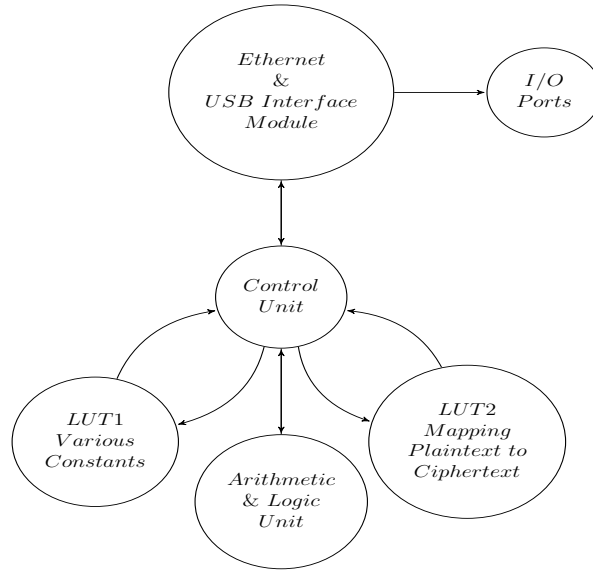 Ethernet
&
USB Interface
Module
I/O
Ports
Control
Unit
LUT1
Various
Constants
LUT2
Mapping
Plaintext to
Ciphertext
Arithmetic
& Logic
Unit